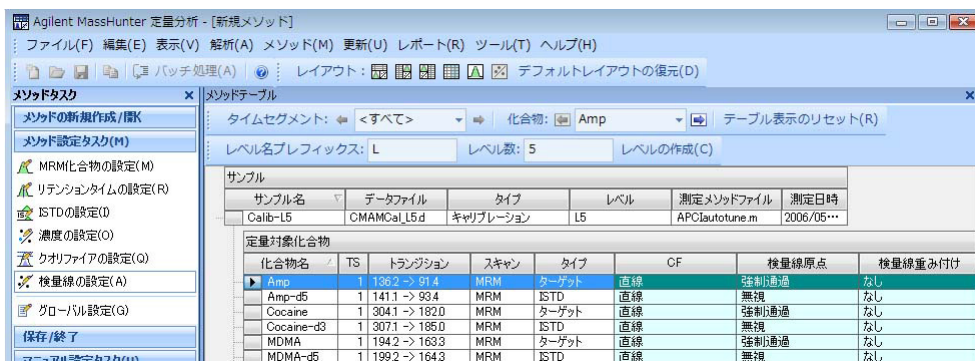 Agilent MassHunter 定量分析 - [新規メソッド]
ファイル(F) 編集(E) 表示(V) 解析(A) メソッド(M) 更新(U) レポート(R) ツール(T) ヘルプ(H)
バッチ処理(A) レイアウト: デフォルトレイアウトの復元(D)
メソッドタスク × メソッドテーブル ×
メソッドの新規作成/開K タイムセグメント: <すべて> 化合物: Amp テーブル表示のリセット(R)
メソッド設定タスク(M) レベル名プレフィックス: L レベル数: 5 レベルの作成(C)
MRM化合物の設定(M) サンプル
リテンションタイムの設定(R) サンプル名 データファイル タイプ レベル 測定メソッドファイル 測定日時
ISTDの設定(I) Calib-L5 CMAMCal_L5.d キャリブレーション L5 APCIautotune.m 2006/05…
濃度の設定(O) 定量対象化合物
クオリファイアの設定(Q) 化合物名 TS トランジション スキャン タイプ CF 検量線原点 検量線重み付け
検量線の設定(A) Amp 1 136.2 -> 91.4 MRM ターゲット 直線 強制通過 なし
Amp-d5 1 141.1 -> 93.4 MRM ISTD 直線 無視 なし
グローバル設定(G) Cocaine 1 304.1 -> 182.0 MRM ターゲット 直線 強制通過 なし
Cocaine-d3 1 307.1 -> 185.0 MRM ISTD 直線 無視 なし
保存/終了 MDMA 1 194.2 -> 163.3 MRM ターゲット 直線 強制通過 なし
マニュアル設定タスク(U) MDMA-d5 1 199.2 -> 164.3 MRM ISTD 直線 無視 なし